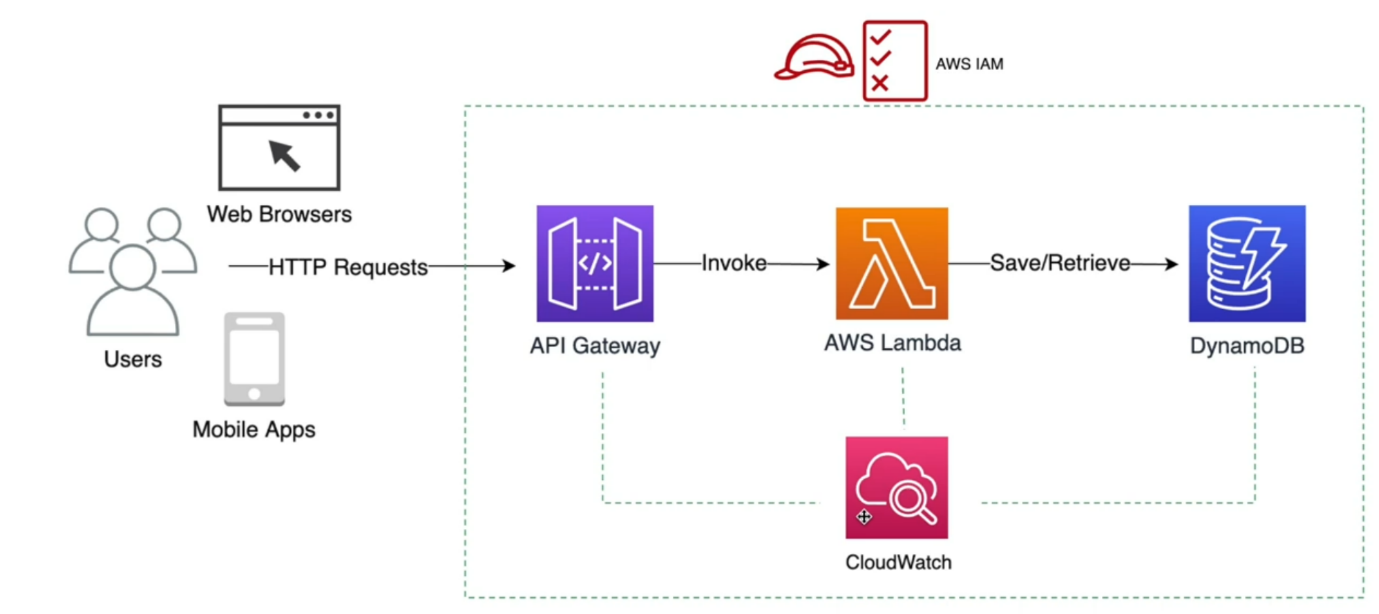 AWS IAM
Web Browsers
HTTP Requests
Users
Mobile Apps
</>
Invoke
Save/Retrieve
API Gateway
AWS Lambda
DynamoDB
CloudWatch